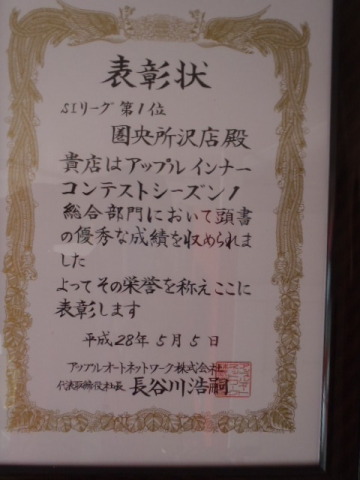 表彰状
SIリーグ 第1位
圏央所沢店殿
貴店はアップルインナー
コンテストシーズン1
総合部門において頭書
の優秀な成績を収められま
した
よってその栄誉を称えここに
表彰します
平成28年5月5日
アップルオートネットワーク株式会社
代表取締役社長 長谷川浩嗣